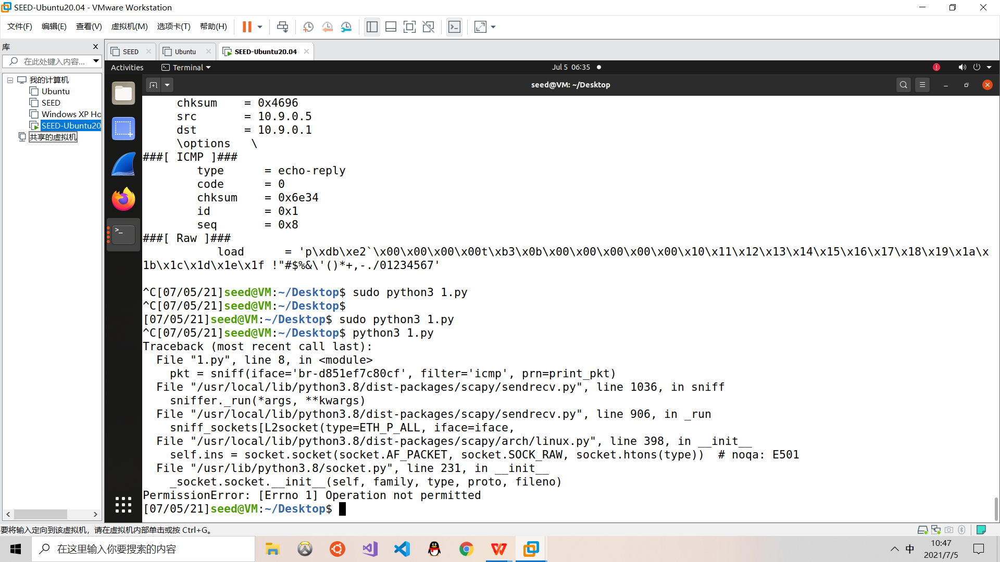 SEED-Ubuntu20.04 - VMware Workstation
文件(F) 编辑(E) 查看(V) 虚拟机(M) 选项卡(T) 帮助(H)
库
在此处键入内容...
我的计算机
Ubuntu
SEED
Windows XP Ho
SEED-Ubuntu20
共享的虚拟机
SEED Ubuntu SEED-Ubuntu20.04
Activities Terminal Jul 5 06:35
seed@VM: ~/Desktop
chksum = 0x4696
src = 10.9.0.5
dst = 10.9.0.1
\options \
###[ ICMP ]###
type = echo-reply
code = 0
chksum = 0x6e34
id = 0x1
seq = 0x8
###[ Raw ]###
load = 'p\xdb\xe2`\x00\x00\x00\x00t\xb3\x0b\x00\x00\x00\x00\x00\x10\x11\x12\x13\x14\x15\x16\x17\x18\x19\x1a\x
1b\x1c\x1d\x1e\x1f !"#$%&\'()*+,-./01234567'
^C[07/05/21]seed@VM:~/Desktop$ sudo python3 1.py
^C[07/05/21]seed@VM:~/Desktop$
[07/05/21]seed@VM:~/Desktop$ sudo python3 1.py
^C[07/05/21]seed@VM:~/Desktop$ python3 1.py
Traceback (most recent call last):
File "1.py", line 8, in <module>
pkt = sniff(iface='br-d851ef7c80cf', filter='icmp', prn=print_pkt)
File "/usr/local/lib/python3.8/dist-packages/scapy/sendrecv.py", line 1036, in sniff
sniffer._run(*args, **kwargs)
File "/usr/local/lib/python3.8/dist-packages/scapy/sendrecv.py", line 906, in _run
sniff_sockets[L2socket(type=ETH_P_ALL, iface=iface,
File "/usr/local/lib/python3.8/dist-packages/scapy/arch/linux.py", line 398, in __init__
self.ins = socket.socket(socket.AF_PACKET, socket.SOCK_RAW, socket.htons(type)) # noqa: E501
File "/usr/lib/python3.8/socket.py", line 231, in __init__
_socket.socket.__init__(self, family, type, proto, fileno)
PermissionError: [Errno 1] Operation not permitted
[07/05/21]seed@VM:~/Desktop$
要将输入定向到该虚拟机，请在虚拟机内部单击或按 Ctrl+G。
在这里输入你要搜索的内容
中
10:47
2021/7/5